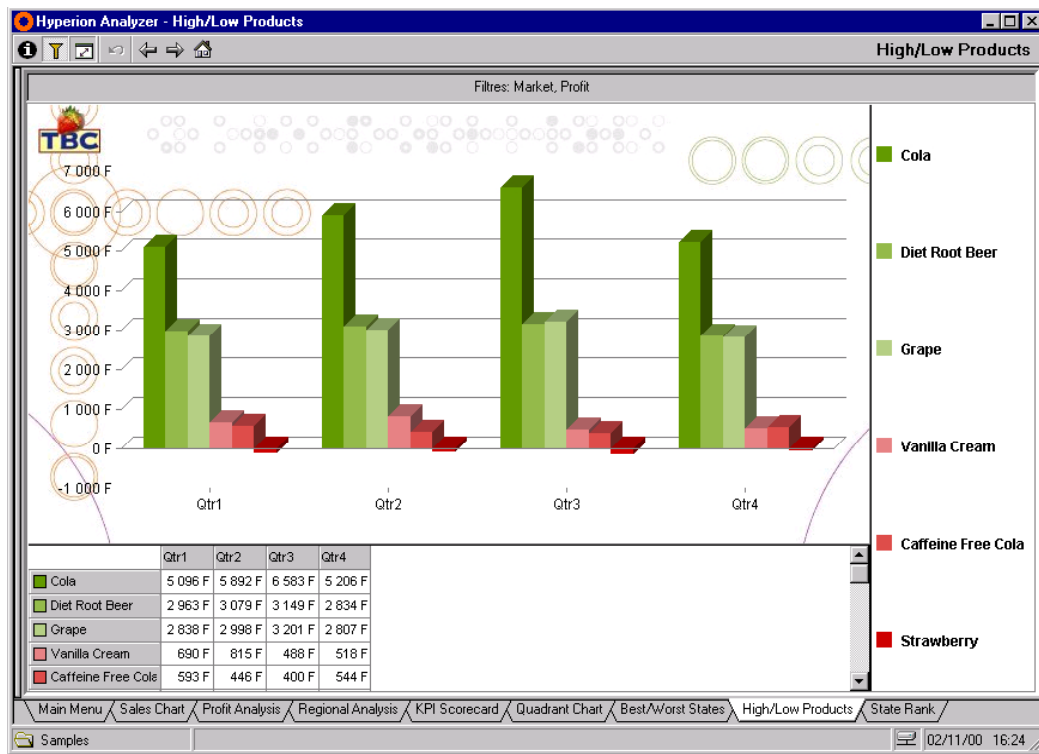 Hyperion Analyzer - High/Low Products
High/Low Products
Filtres: Market, Profit
TBC
7 000 F
6 000 F
5 000 F
4 000 F
3 000 F
2 000 F
1 000 F
0 F
-1 000 F
Qtr1 Qtr2 Qtr3 Qtr4
Cola
Diet Root Beer
Grape
Vanilla Cream
Caffeine Free Cola
Strawberry
Qtr1 Qtr2 Qtr3 Qtr4
Cola 5 096 F 5 892 F 6 583 F 5 206 F
Diet Root Beer 2 963 F 3 079 F 3 149 F 2 834 F
Grape 2 838 F 2 998 F 3 201 F 2 807 F
Vanilla Cream 690 F 815 F 488 F 518 F
Caffeine Free Cola 593 F 446 F 400 F 544 F
Main Menu Sales Chart Profit Analysis Regional Analysis KPI Scorecard Quadrant Chart Best/Worst States High/Low Products State Rank
Samples 02/11/00 16:24